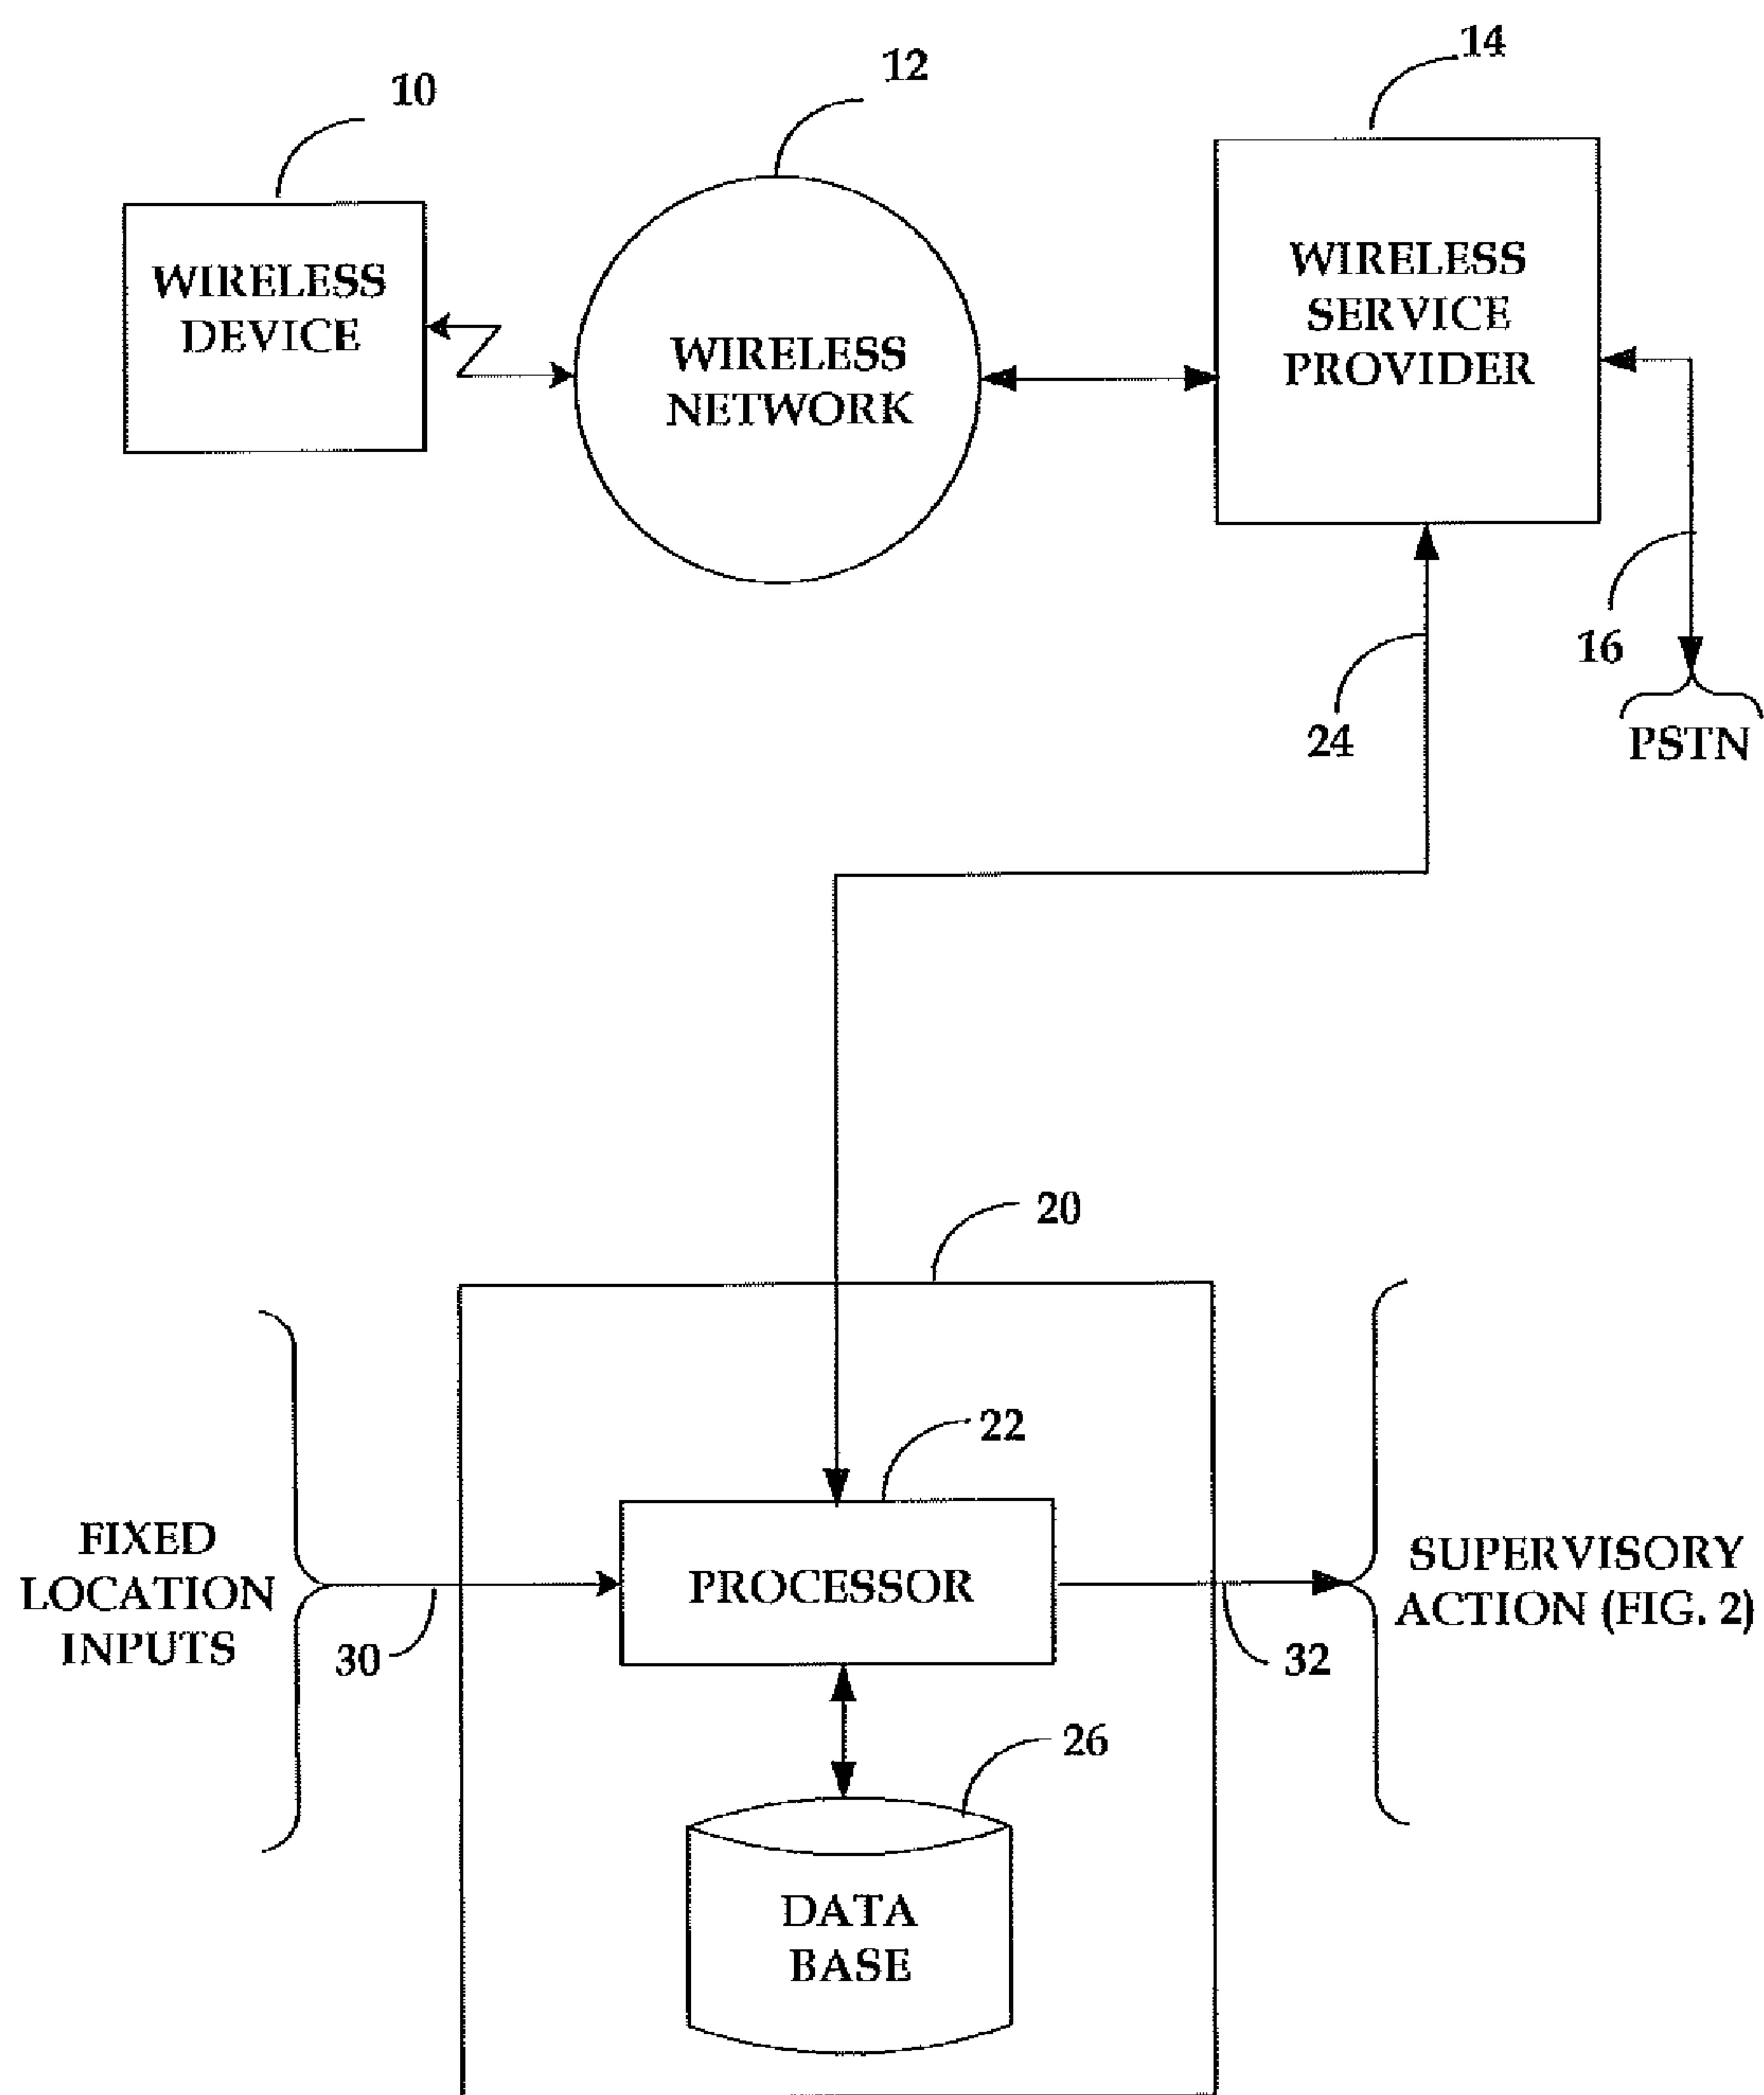 10
12
14
WIRELESS
DEVICE
WIRELESS
NETWORK
WIRELESS
SERVICE
PROVIDER
16
24
PSTN
20
22
FIXED
LOCATION
INPUTS
30
PROCESSOR
SUPERVISORY
ACTION (FIG. 2)
32
26
DATA
BASE